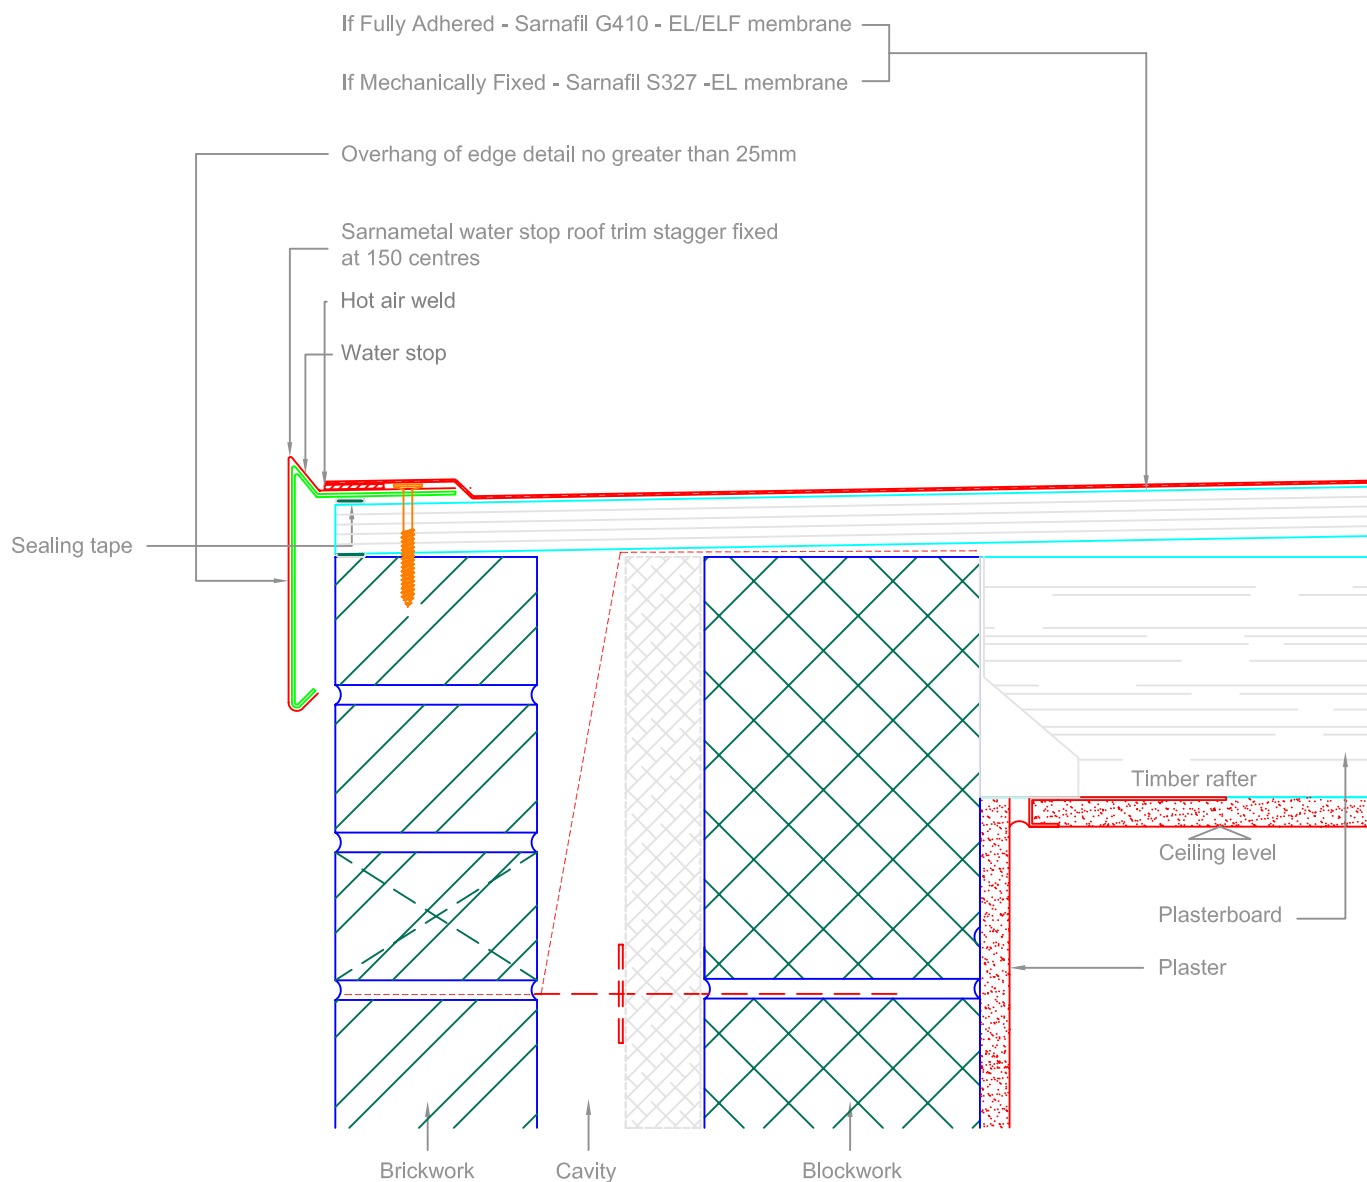 If Fully Adhered - Sarnafil G410 - EL/ELF membrane
If Mechanically Fixed - Sarnafil S327 -EL membrane
Overhang of edge detail no greater than 25mm
Sarnametal water stop roof trim stagger fixed
at 150 centres
Hot air weld
Water stop
Sealing tape
Timber rafter
Ceiling level
Plasterboard
Plaster
Brickwork
Cavity
Blockwork